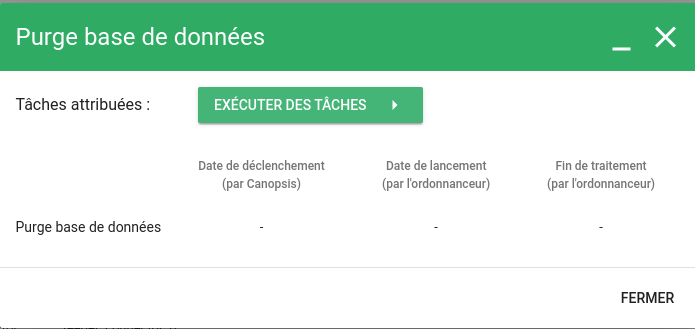 Purge base de données
Tâches attribuées :
EXÉCUTER DES TÂCHES
Date de déclenchement
(par Canopsis)
Date de lancement
(par l'ordonnanceur)
Fin de traitement
(par l'ordonnanceur)
Purge base de données - - -
FERMER